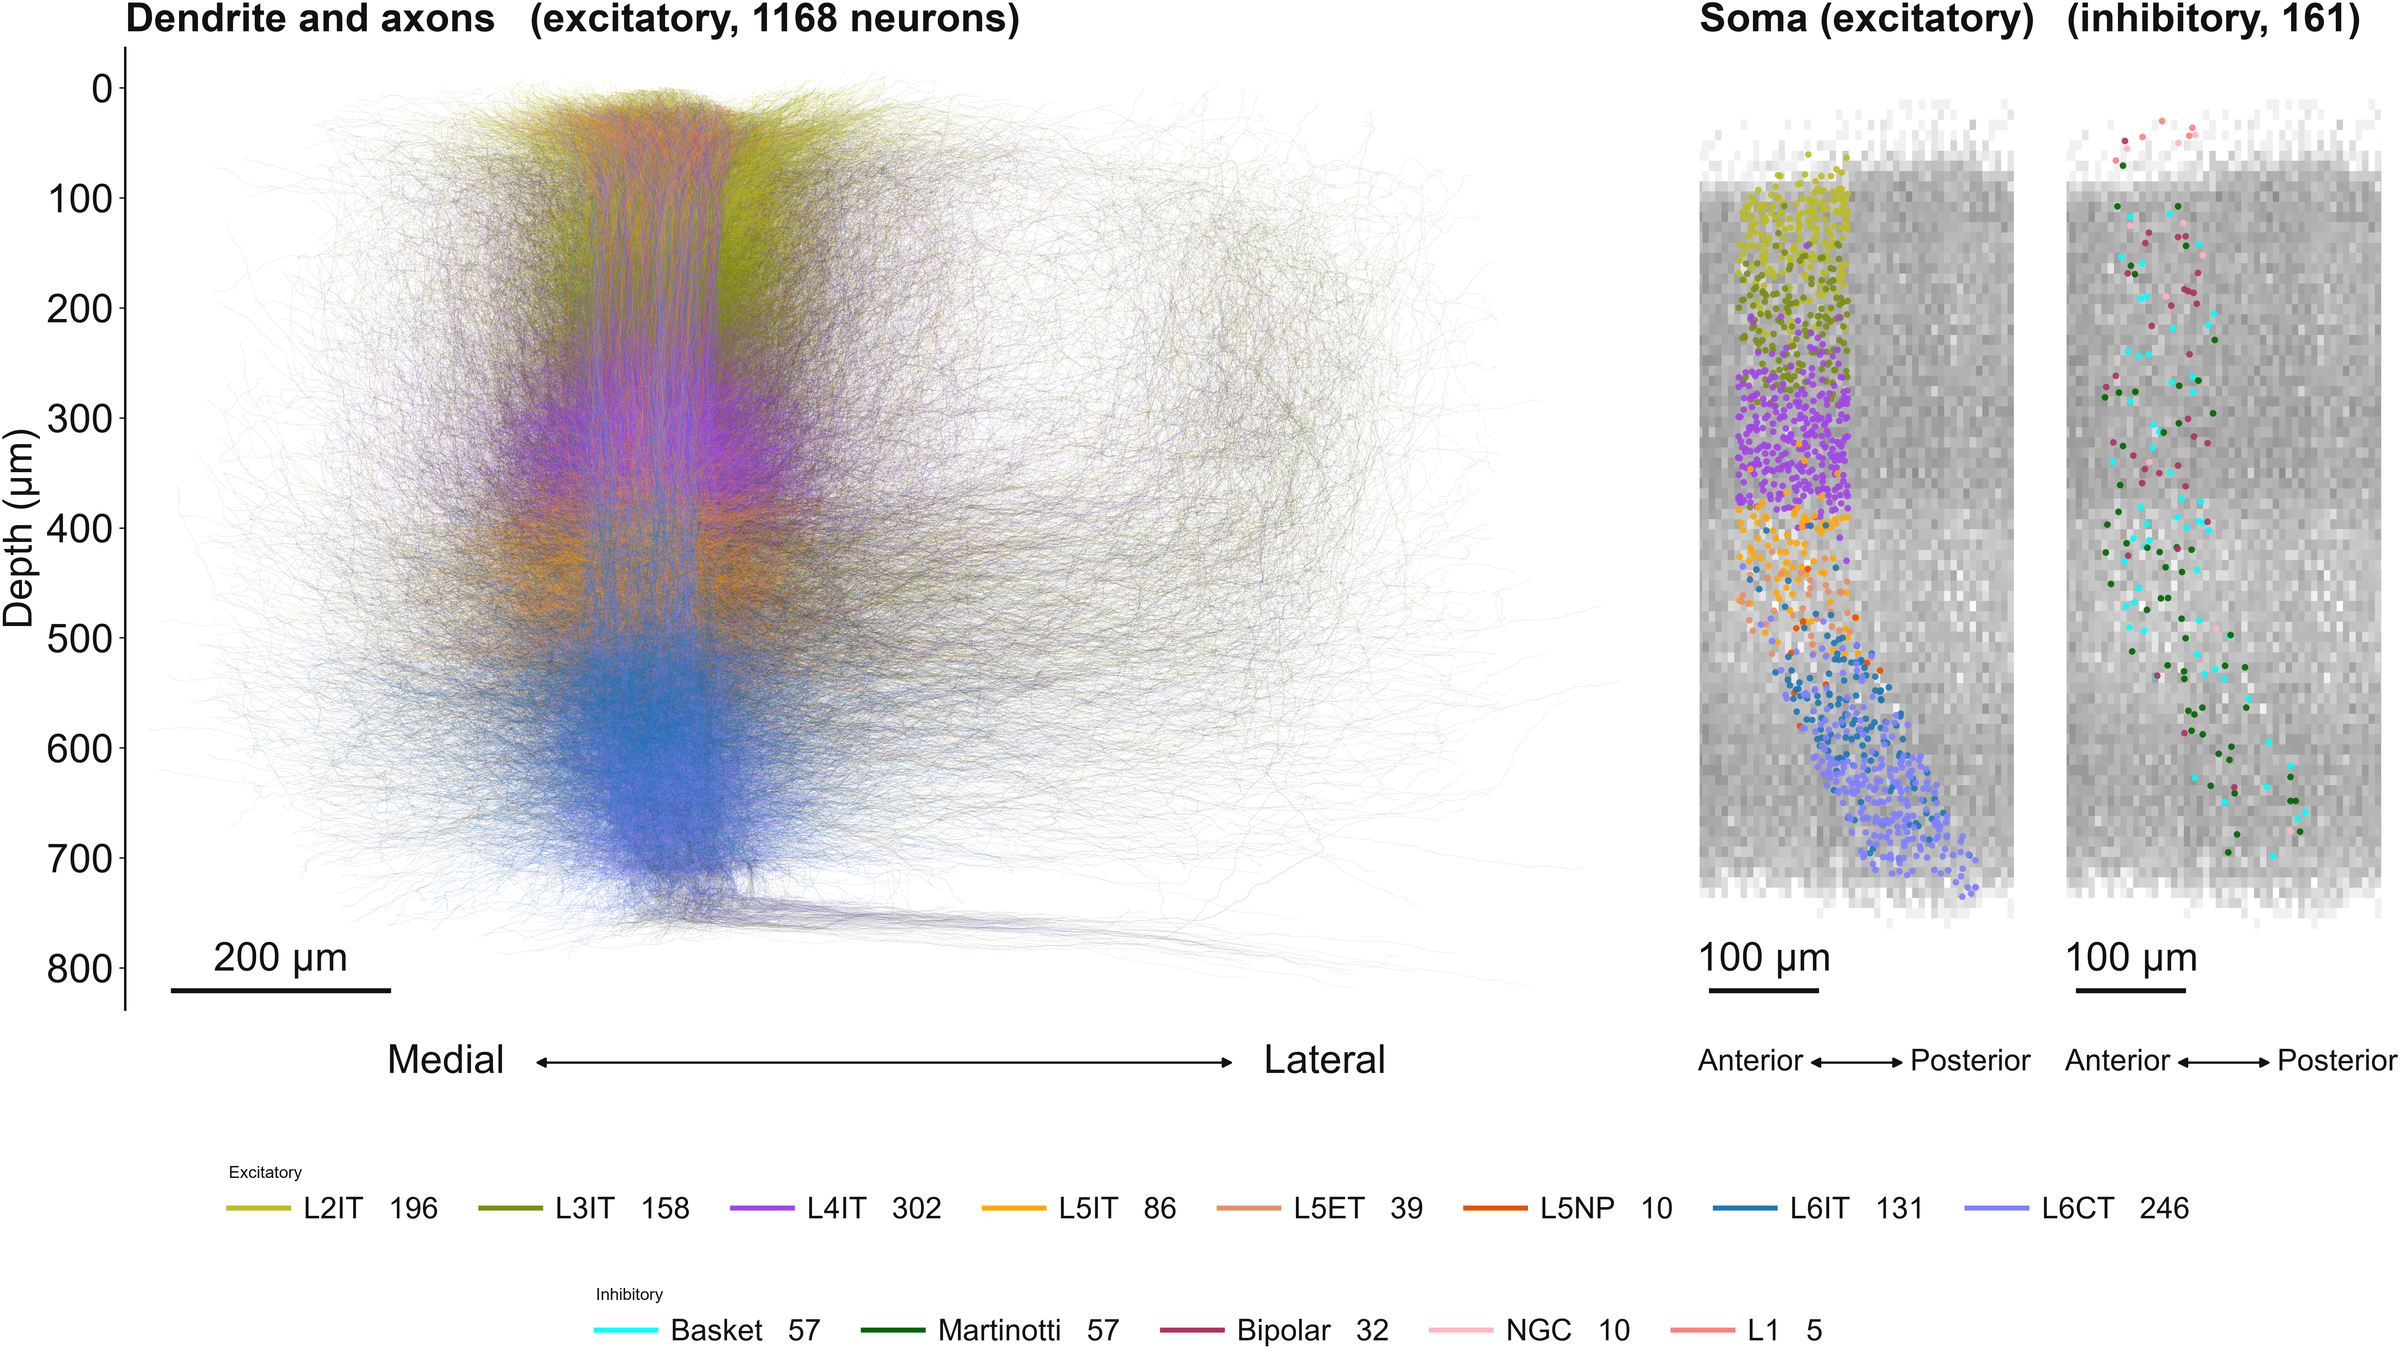 Dendrite and axons (excitatory, 1168 neurons)
Soma (excitatory) (inhibitory, 161)
Depth (µm)
0
100
200
300
400
500
600
700
800
200 µm
100 µm
100 µm
Medial Lateral
Anterior Posterior
Anterior Posterior
Excitatory
L2IT 196 L3IT 158 L4IT 302 L5IT 86 L5ET 39 L5NP 10 L6IT 131 L6CT 246
Inhibitory
Basket 57 Martinotti 57 Bipolar 32 NGC 10 L1 5